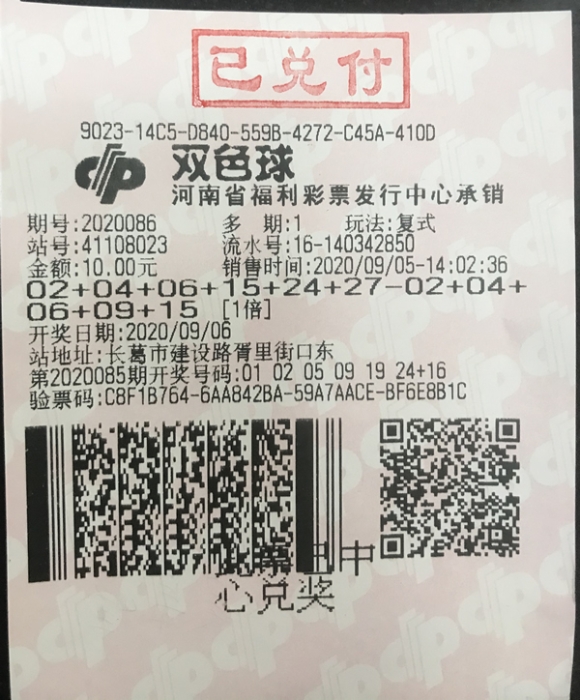 已兑付
9023-14C5-D840-559B-4272-C45A-410D
双色球
河南省福利彩票发行中心承销
期号:2020086 多 期:1 玩法:复式
站号:41108023 流水号:16-140342850
金额:10.00元 销售时间:2020/09/05-14:02:36
02+04+06+15+24+27-02+04+
06+09+15 [1倍]
开奖日期:2020/09/06
站地址:长葛市建设路胥里街口东
第2020085期开奖号码:01 02 05 09 19 24+16
验票码:C8F1B764-6AA842BA-59A7AACE-BF6E8B1C
此票已中
心兑奖